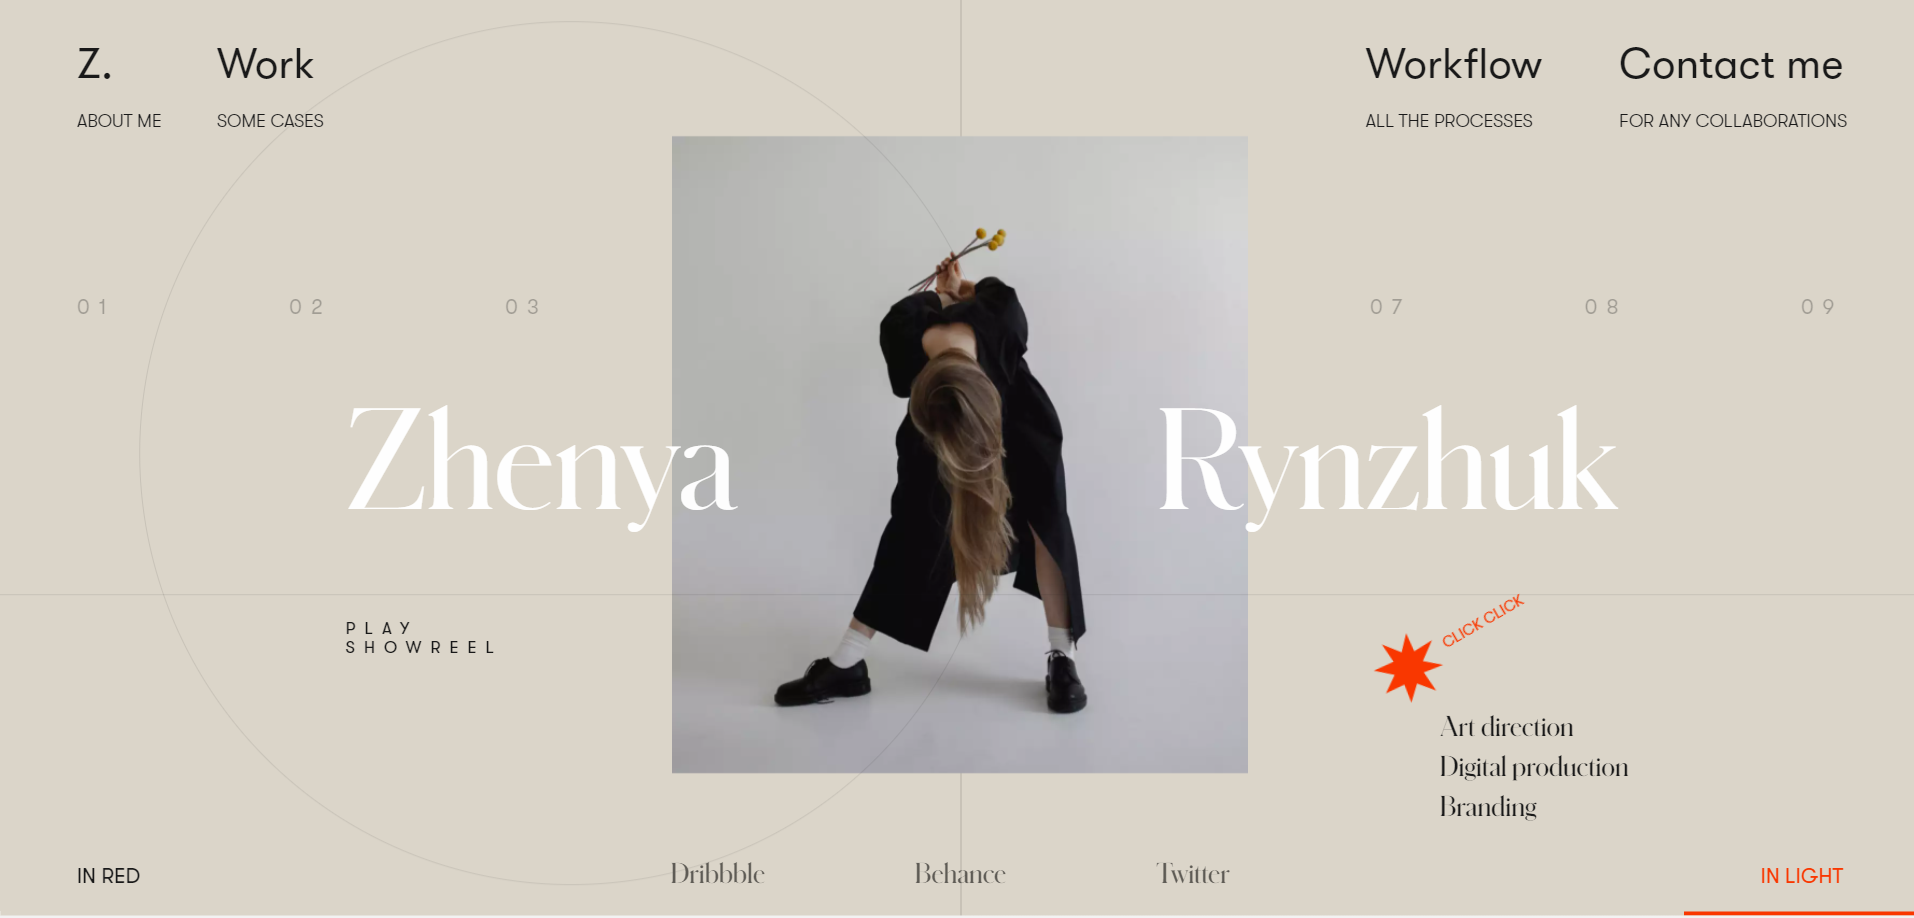 Z.
Work
Workflow
Contact me
ABOUT ME
SOME CASES
ALL THE PROCESSES
FOR ANY COLLABORATIONS
01
02
03
07
08
09
Zhenya
Rynzhuk
PLAY
SHOWREEL
CLICK CLICK
Art direction
Digital production
Branding
IN RED
Dribbble
Behance
Twitter
IN LIGHT